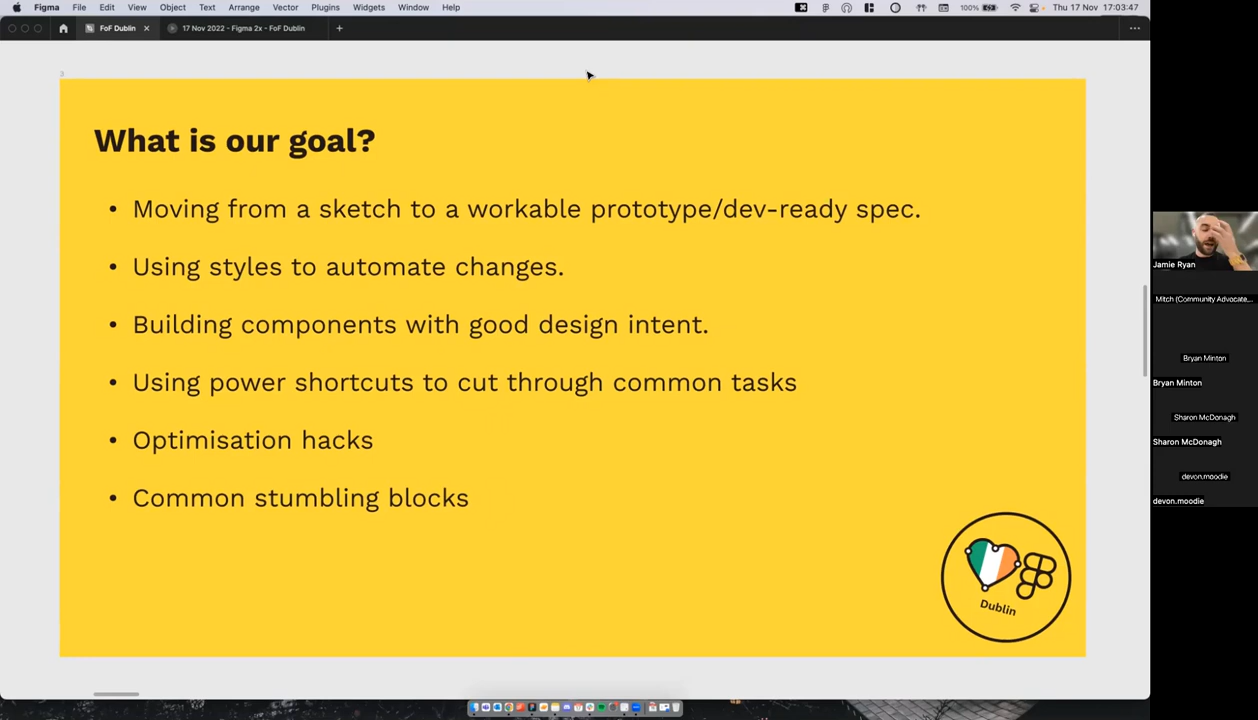 Figma File Edit View Object Text Arrange Vector Plugins Widgets Window Help 100% Thu 17 Nov 17:03:47
FoF Dublin 17 Nov 2022 - Figma 2x - FoF Dublin
3
What is our goal?
• Moving from a sketch to a workable prototype/dev-ready spec.
• Using styles to automate changes.
• Building components with good design intent.
• Using power shortcuts to cut through common tasks
• Optimisation hacks
• Common stumbling blocks
Dublin
Jamie Ryan
Mitch (Community Advocate,...
Bryan Minton
Bryan Minton
Sharon McDonagh
Sharon McDonagh
devon.moodie
devon.moodie